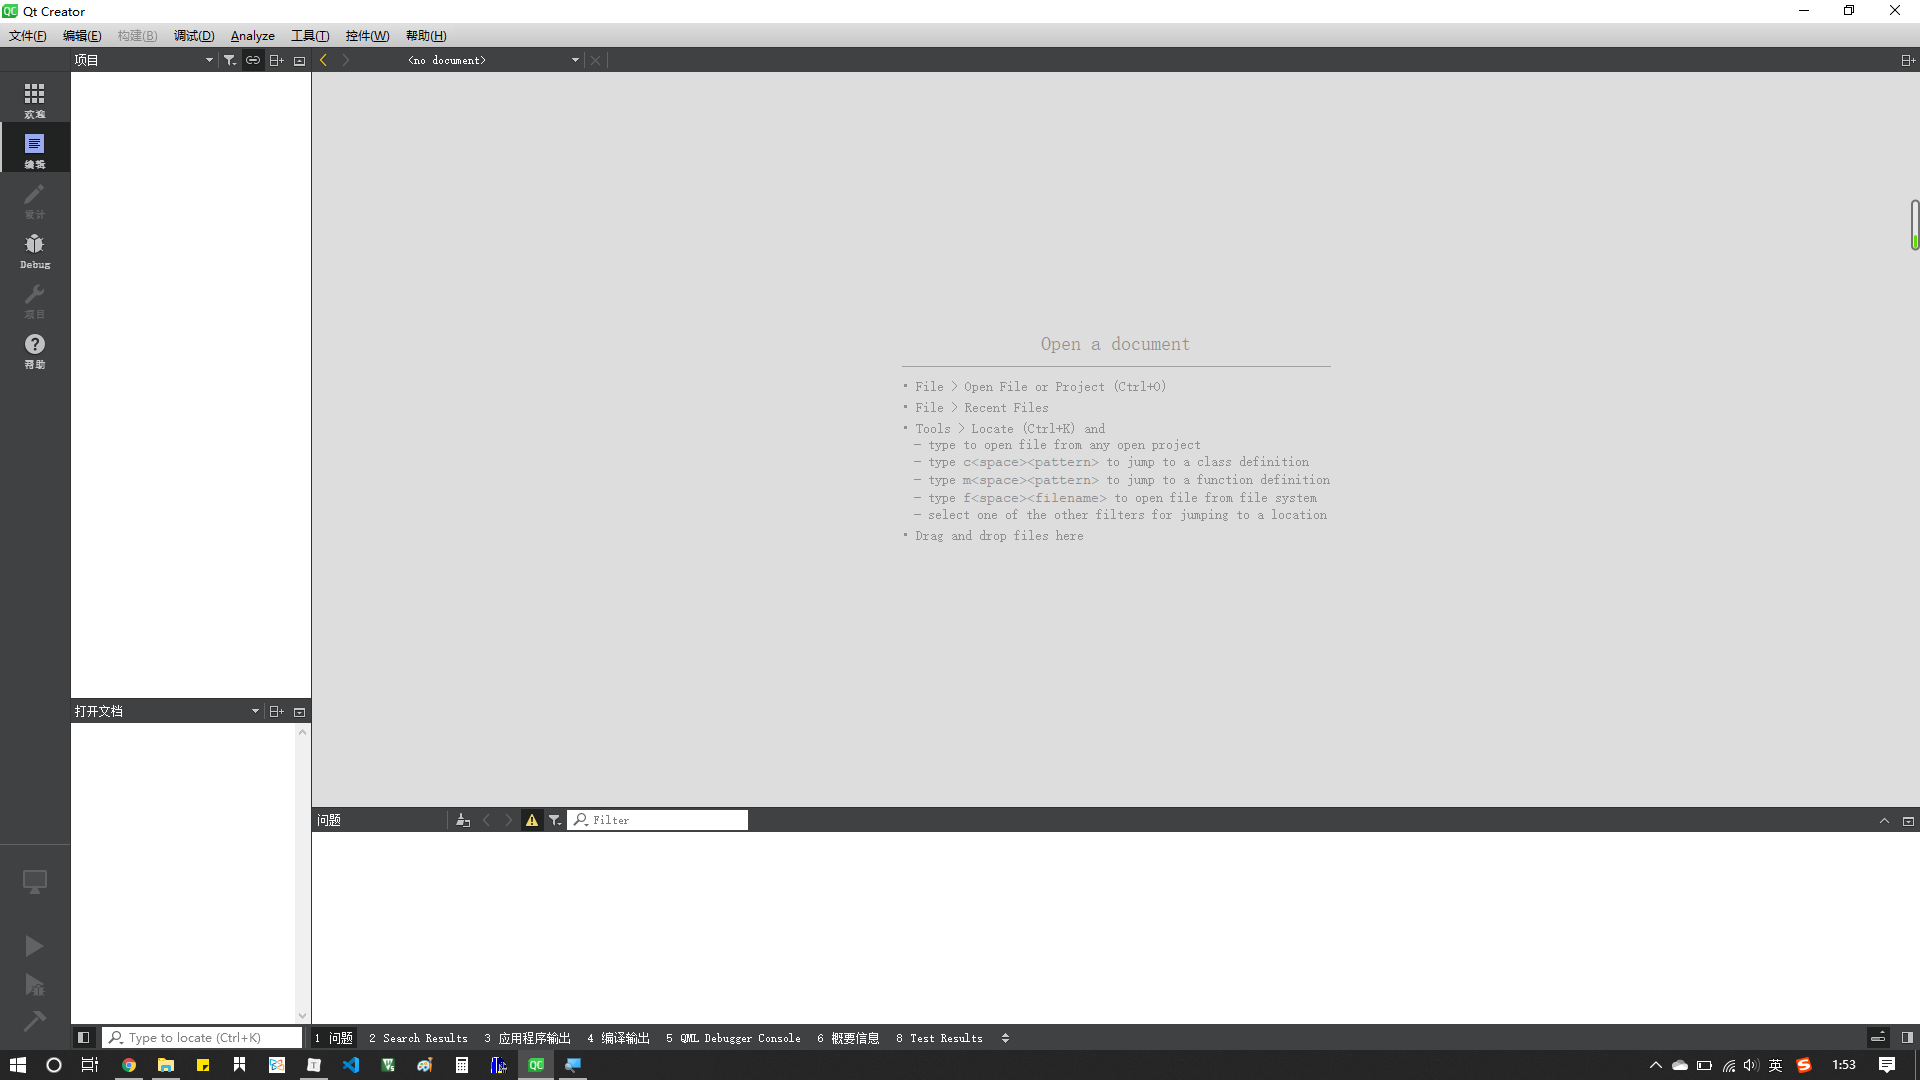 Qt Creator
文件(F) 编辑(E) 构建(B) 调试(D) Analyze 工具(T) 控件(W) 帮助(H)
项目 <no document>
欢迎
编辑
设计
Debug
项目
帮助
Open a document
• File > Open File or Project (Ctrl+O)
• File > Recent Files
• Tools > Locate (Ctrl+K) and
– type to open file from any open project
– type c<space><pattern> to jump to a class definition
– type m<space><pattern> to jump to a function definition
– type f<space><filename> to open file from file system
– select one of the other filters for jumping to a location
• Drag and drop files here
打开文档
问题 Filter
Type to locate (Ctrl+K) 1 问题 2 Search Results 3 应用程序输出 4 编译输出 5 QML Debugger Console 6 概要信息 8 Test Results
英 1:53